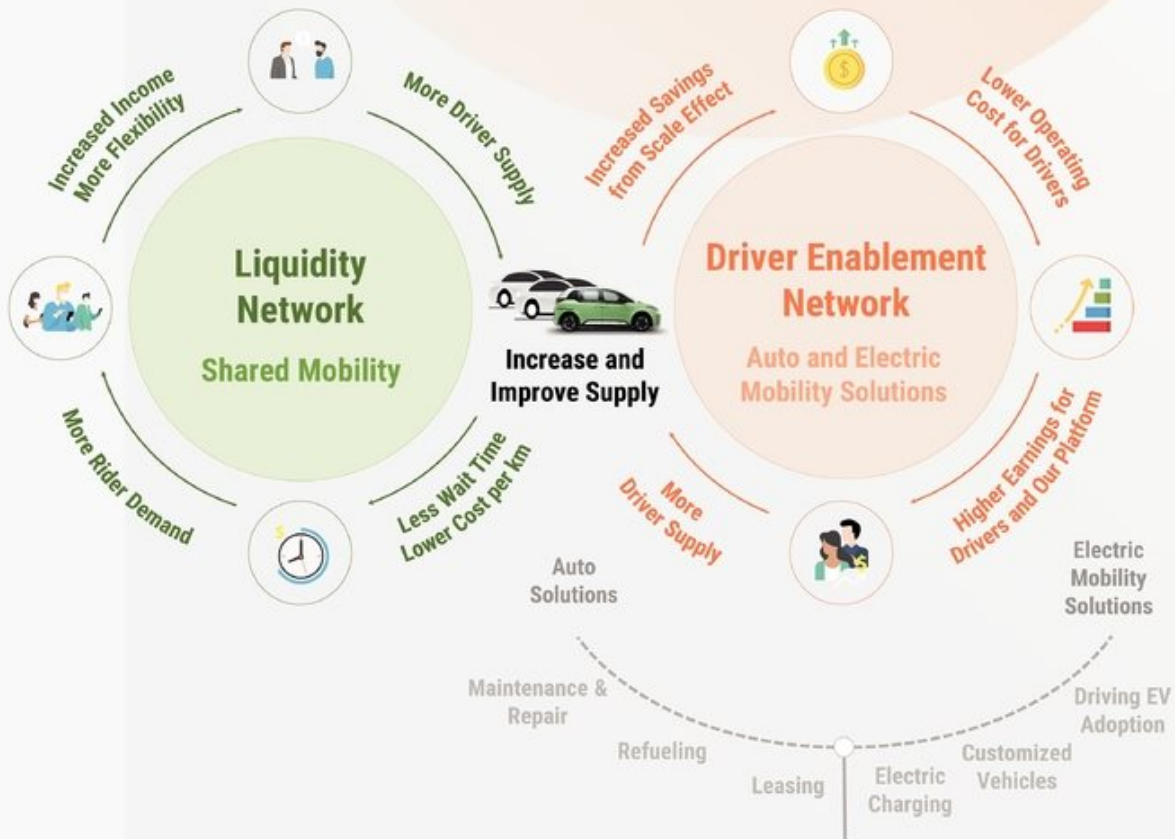 Increased Income
More Flexibility
More Driver Supply
Liquidity
Network
Shared Mobility
More Rider Demand
Less Wait Time
Lower Cost per km
Increase and
Improve Supply
Increased Savings
from Scale Effect
$
Lower Operating
Cost for Drivers
Driver Enablement
Network
Auto and Electric
Mobility Solutions
More
Driver Supply
Higher Earnings for
Drivers and Our Platform
$
$
Auto
Solutions
Electric
Mobility
Solutions
Maintenance &
Repair
Refueling
Leasing
Electric
Charging
Customized
Vehicles
Driving EV
Adoption